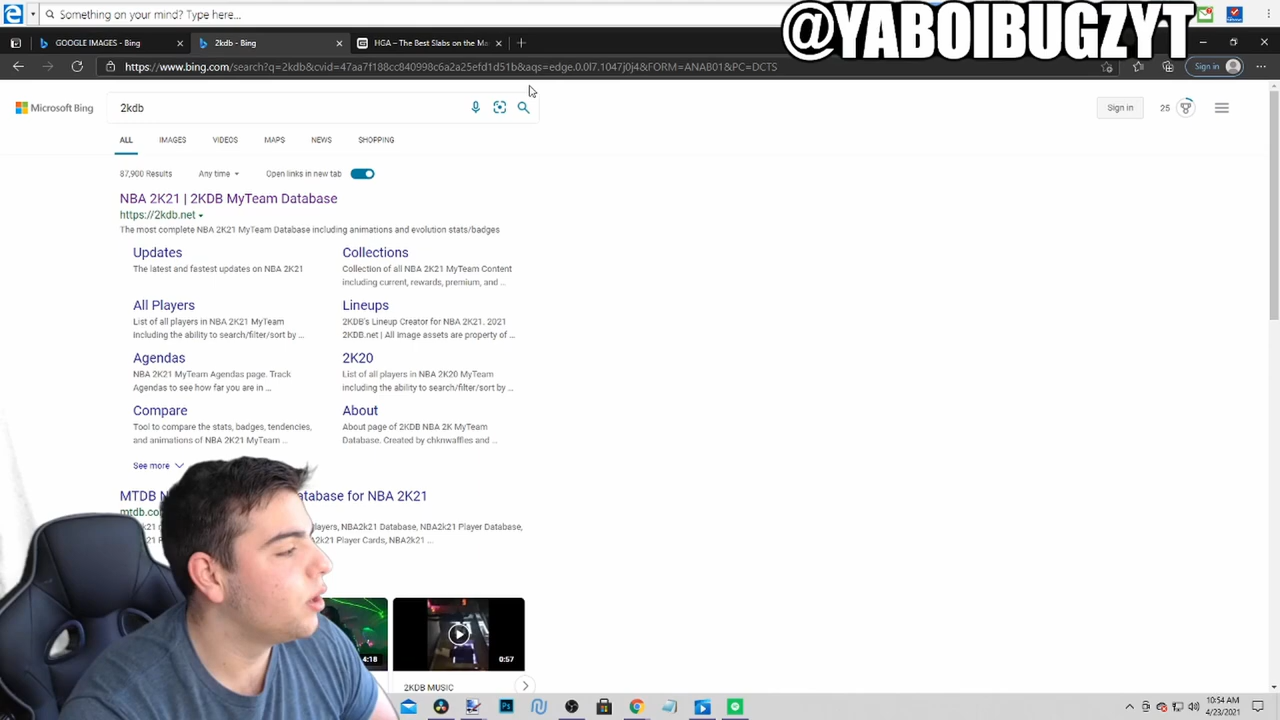 @YABOIBUGZYT
Something on your mind? Type here...
GOOGLE IMAGES - Bing
2kdb - Bing
HGA – The Best Slabs on the Ma
https://www.bing.com/search?q=2kdb&cvid=47aa7f188cc840998c6a2a25efd1d51b&aqs=edge.0.0l7.1047j0j4&FORM=ANAB01&PC=DCTS
Sign in
Microsoft Bing
2kdb
Sign in
25
ALL IMAGES VIDEOS MAPS NEWS SHOPPING
87,900 Results Any time Open links in new tab
NBA 2K21 | 2KDB MyTeam Database
https://2kdb.net
The most complete NBA 2K21 MyTeam Database including animations and evolution stats/badges
Updates
The latest and fastest updates on NBA 2K21
Collections
Collection of all NBA 2K21 MyTeam Content
including current, rewards, premium, and ...
All Players
List of all players in NBA 2K21 MyTeam
including the ability to search/filter/sort by ...
Lineups
2KDB's Lineup Creator for NBA 2K21. 2021
2KDB.net | All image assets are property of ...
Agendas
NBA 2K21 MyTeam Agendas page. Track
Agendas to see how far you are in ...
2K20
List of all players in NBA 2K20 MyTeam
including the ability to search/filter/sort by ...
Compare
Tool to compare the stats, badges, tendencies,
and animations of NBA 2K21 MyTeam ...
About
About page of 2KDB NBA 2K MyTeam
Database. Created by chknwaffles and ...
See more
MTDB N atabase for NBA 2K21
mtdb.co
2k21 layers, NBA2k21 Database, NBA2k21 Player Database,
2k21 Player Cards, NBA2k21 ...
4:18
0:57
2KDB MUSIC
Ps
10:54 AM
4/23/2021